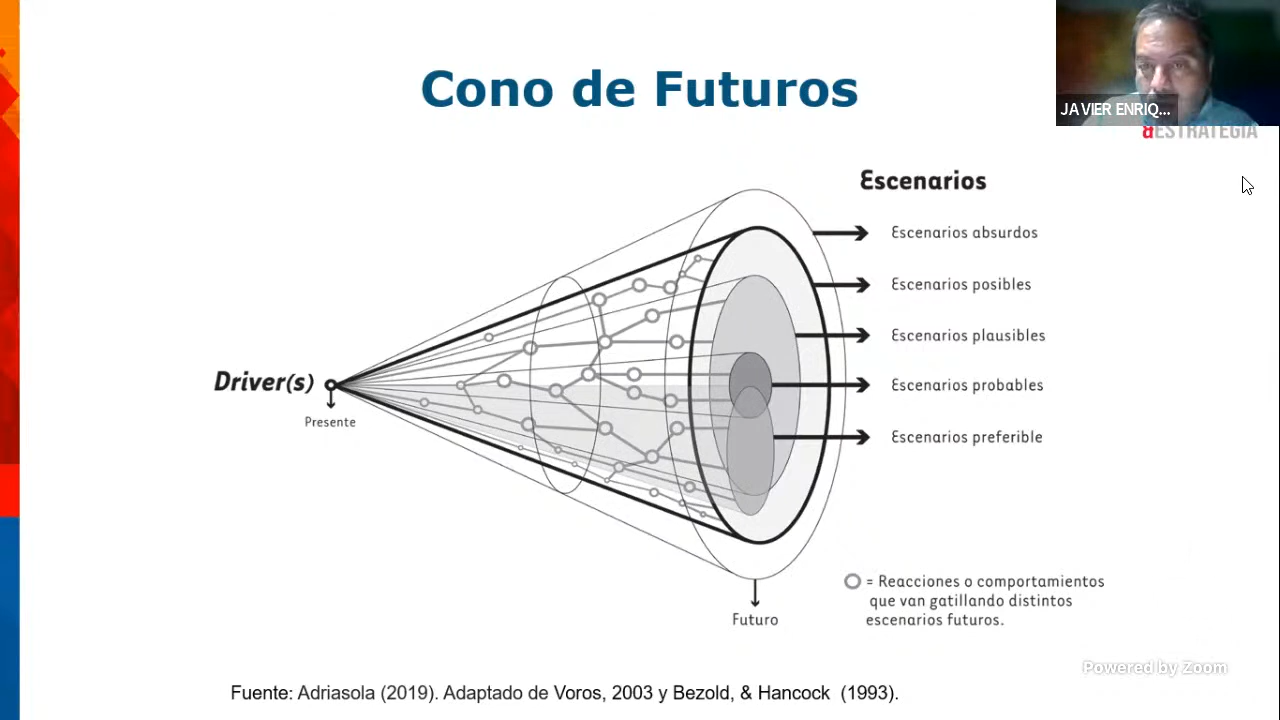 Cono de Futuros
JAVIER ENRIQ...
ESTRATEGIA
Escenarios
Escenarios absurdos
Escenarios posibles
Escenarios plausibles
Driver(s)
Escenarios probables
Presente
Escenarios preferible
= Reacciones o comportamientos
que van gatillando distintos
escenarios futuros.
Futuro
Powered by Zoom
Fuente: Adriasola (2019). Adaptado de Voros, 2003 y Bezold, & Hancock (1993).